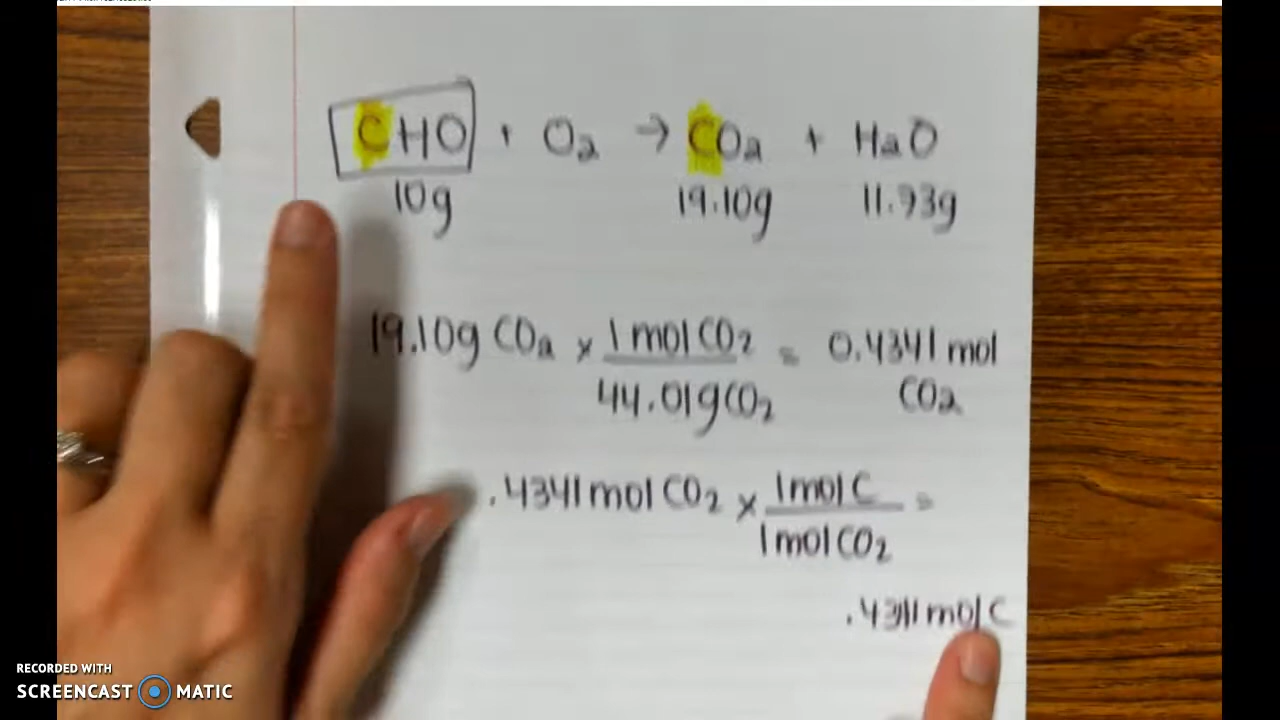 CHO + O2 → CO2 + H2O
10g 19.10g 11.73g
19.10g CO2 x 1 mol CO2 = 0.4341 mol
44.01g CO2 CO2
.4341 mol CO2 x 1 mol C =
1 mol CO2
.4341 mol C
RECORDED WITH
SCREENCAST MATIC